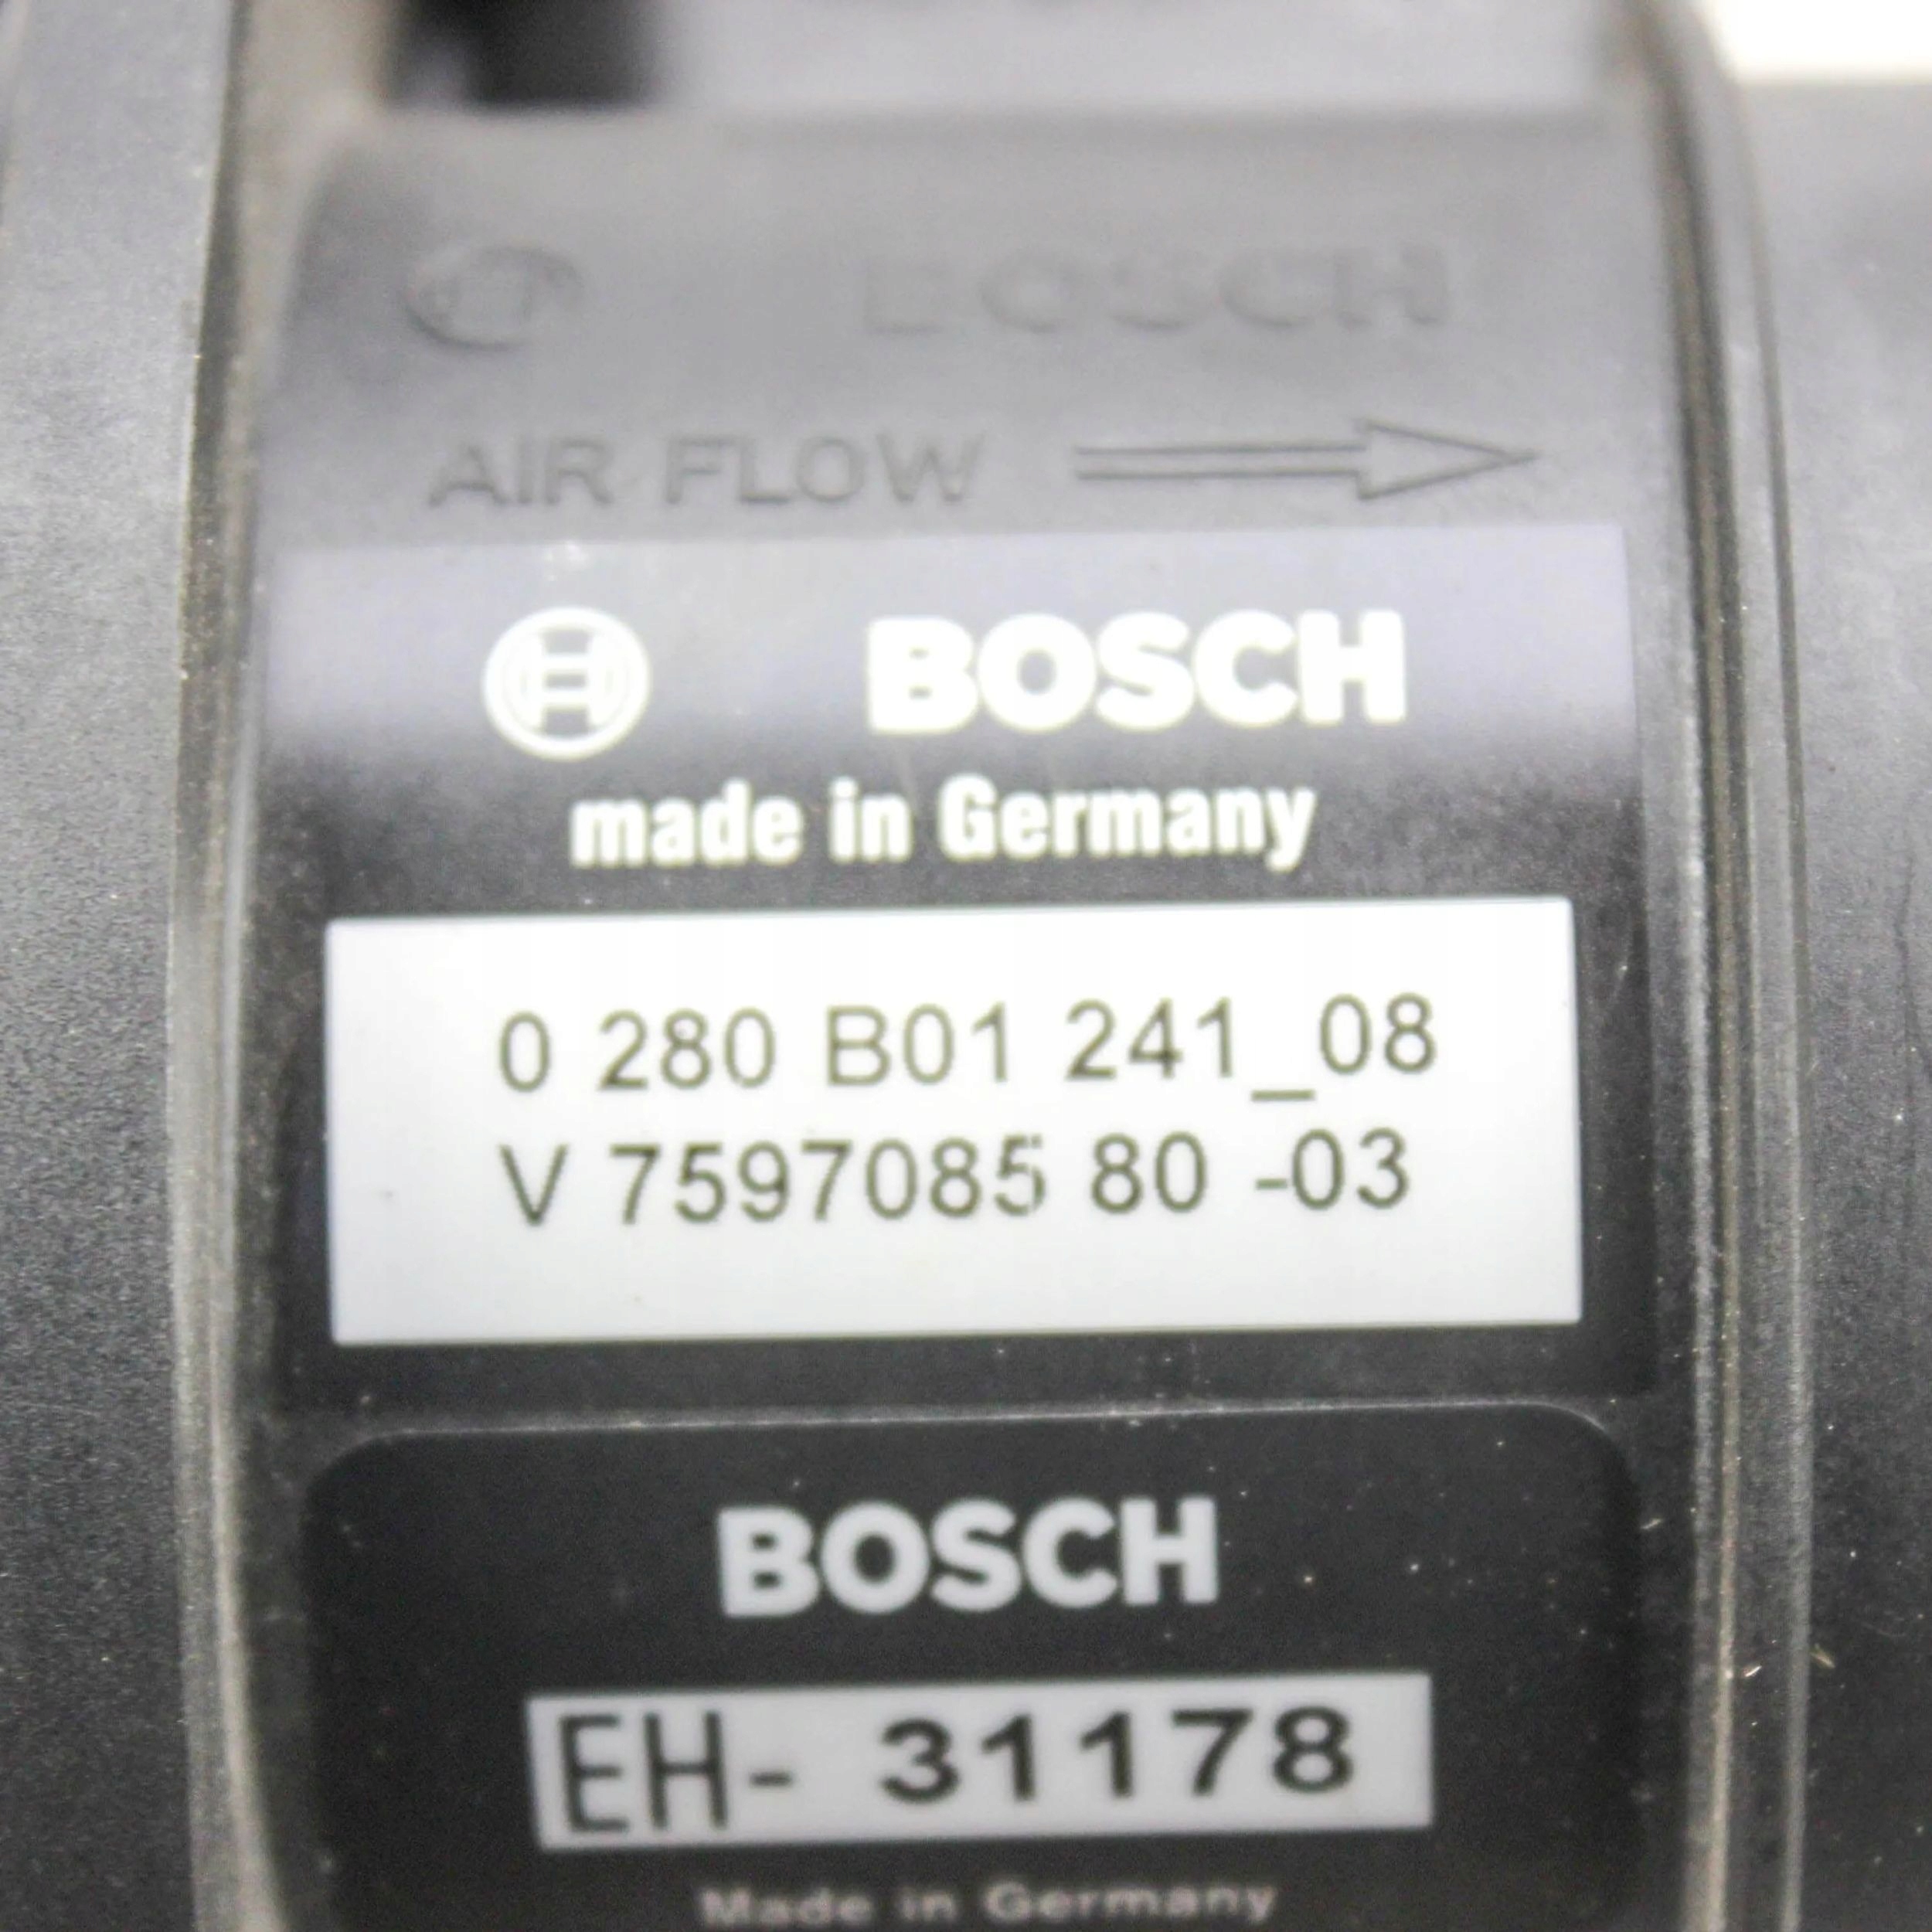 BOSCH
AIR FLOW
BOSCH
made in Germany
0 280 B01 241_08
V 7597085 80 -03
BOSCH
EH- 31178
Made in Germany